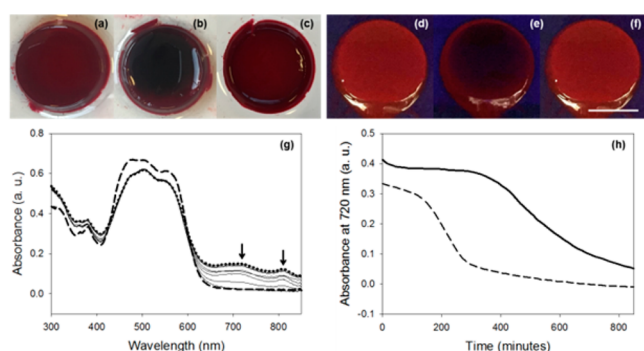 (a) (b) (c) (d) (e) (f)
(g)
Absorbance (a. u.)
0.8
0.6
0.4
0.2
0.0
300 400 500 600 700 800
Wavelength (nm)
(h)
Absorbance at 720 nm (a. u.)
0.5
0.4
0.3
0.2
0.1
0.0
-0.1
0 200 400 600 800
Time (minutes)